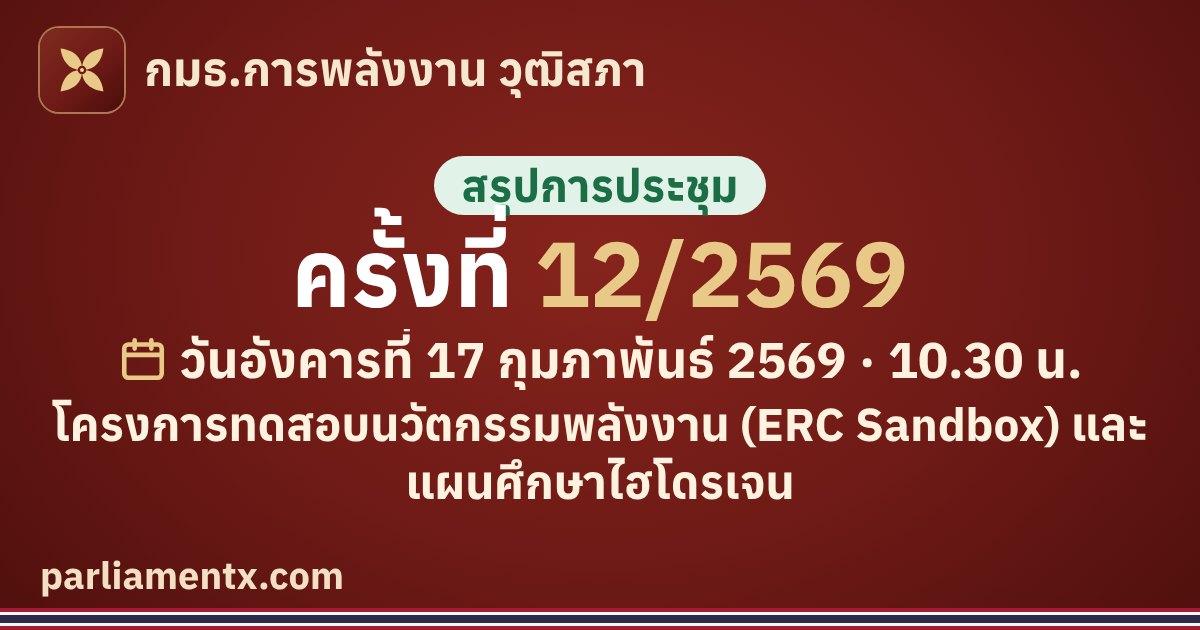 กมธ.การพลังงาน วุฒิสภา
สรุปการประชุม
ครั้งที่ 12/2569
วันอังคารที่ 17 กุมภาพันธ์ 2569 · 10.30 น.
โครงการทดสอบนวัตกรรมพลังงาน (ERC Sandbox) และ
แผนศึกษาไฮโดรเจน
parliamentx.com